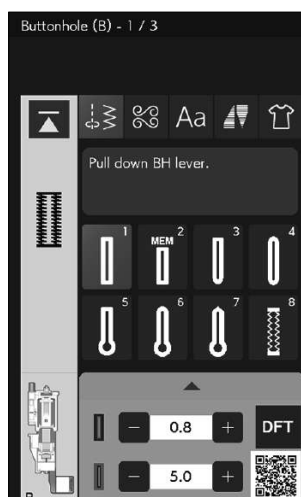 Buttonhole (B) - 1 / 3
Aa
Pull down BH lever.
1
MEM 2
3
4
5
6
7
8
- 0.8 + DFT
- 5.0 +